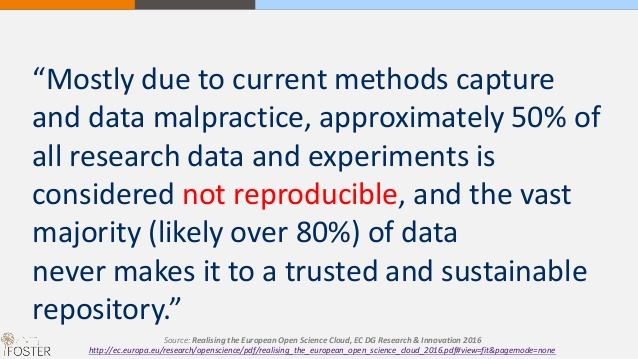 “Mostly due to current methods capture
and data malpractice, approximately 50% of
all research data and experiments is
considered not reproducible, and the vast
majority (likely over 80%) of data
never makes it to a trusted and sustainable
repository.”
Source: Realising the European Open Science Cloud, EC DG Research & Innovation 2016
http://ec.europa.eu/research/openscience/pdf/realising_the_european_open_science_cloud_2016.pdf#view=fit&pagemode=none
FOSTER